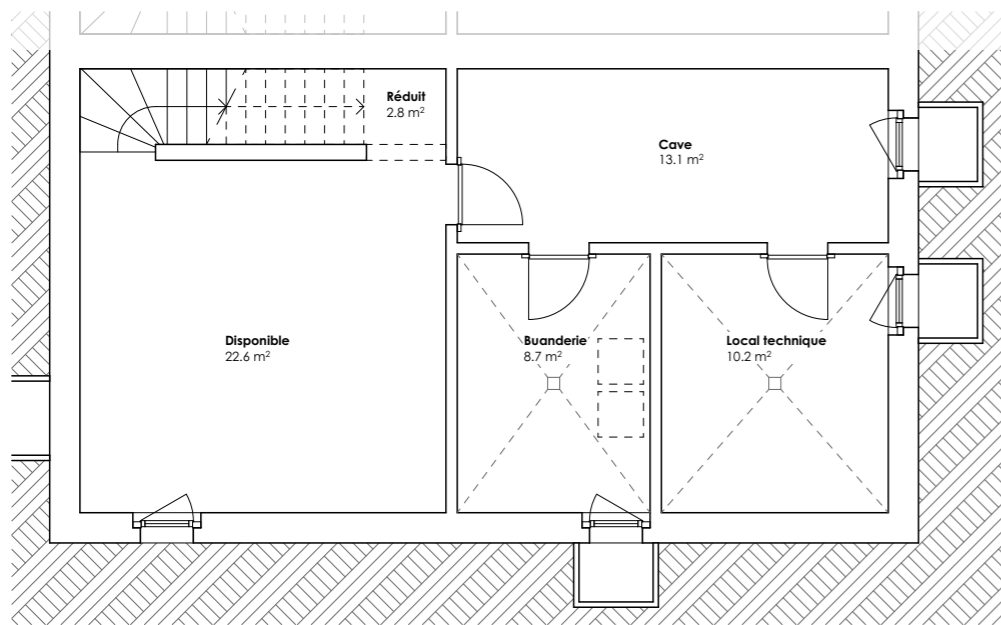 Réduit
2.8 m²
Cave
13.1 m²
Disponible
22.6 m²
Buanderie
8.7 m²
Local technique
10.2 m²